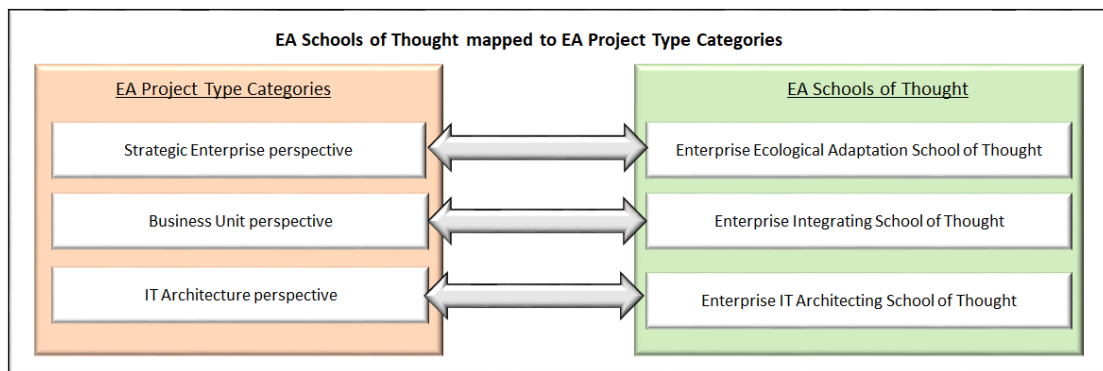 EA Schools of Thought mapped to EA Project Type Categories
EA Project Type Categories
Strategic Enterprise perspective
Business Unit perspective
IT Architecture perspective
EA Schools of Thought
Enterprise Ecological Adaptation School of Thought
Enterprise Integrating School of Thought
Enterprise IT Architecting School of Thought